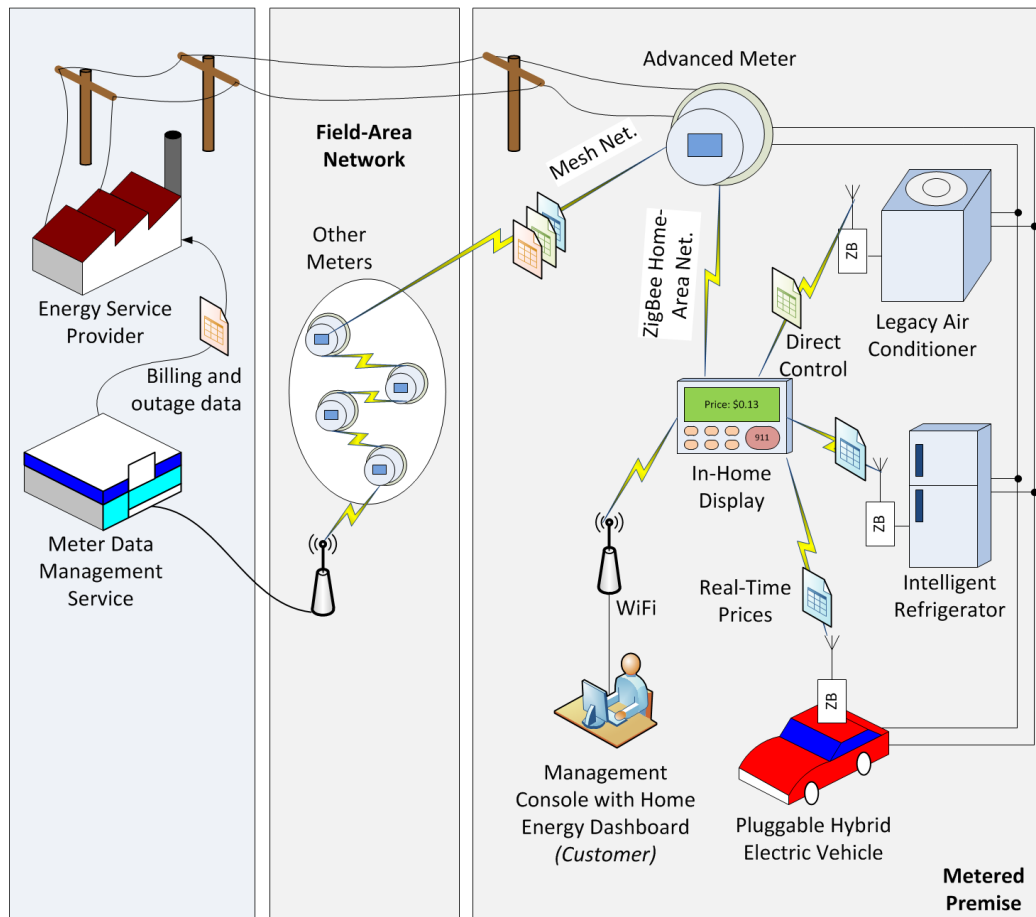 Energy Service
Provider
Billing and
outage data
Meter Data
Management
Service
Field-Area
Network
Other
Meters
Advanced Meter
Mesh Net.
ZigBee Home-
Area Net.
Direct
Control
ZB
Legacy Air
Conditioner
Price: $0.13
911
In-Home
Display
ZB
Intelligent
Refrigerator
WiFi
Real-Time
Prices
ZB
Management
Console with Home
Energy Dashboard
(Customer)
Pluggable Hybrid
Electric Vehicle
Metered
Premise